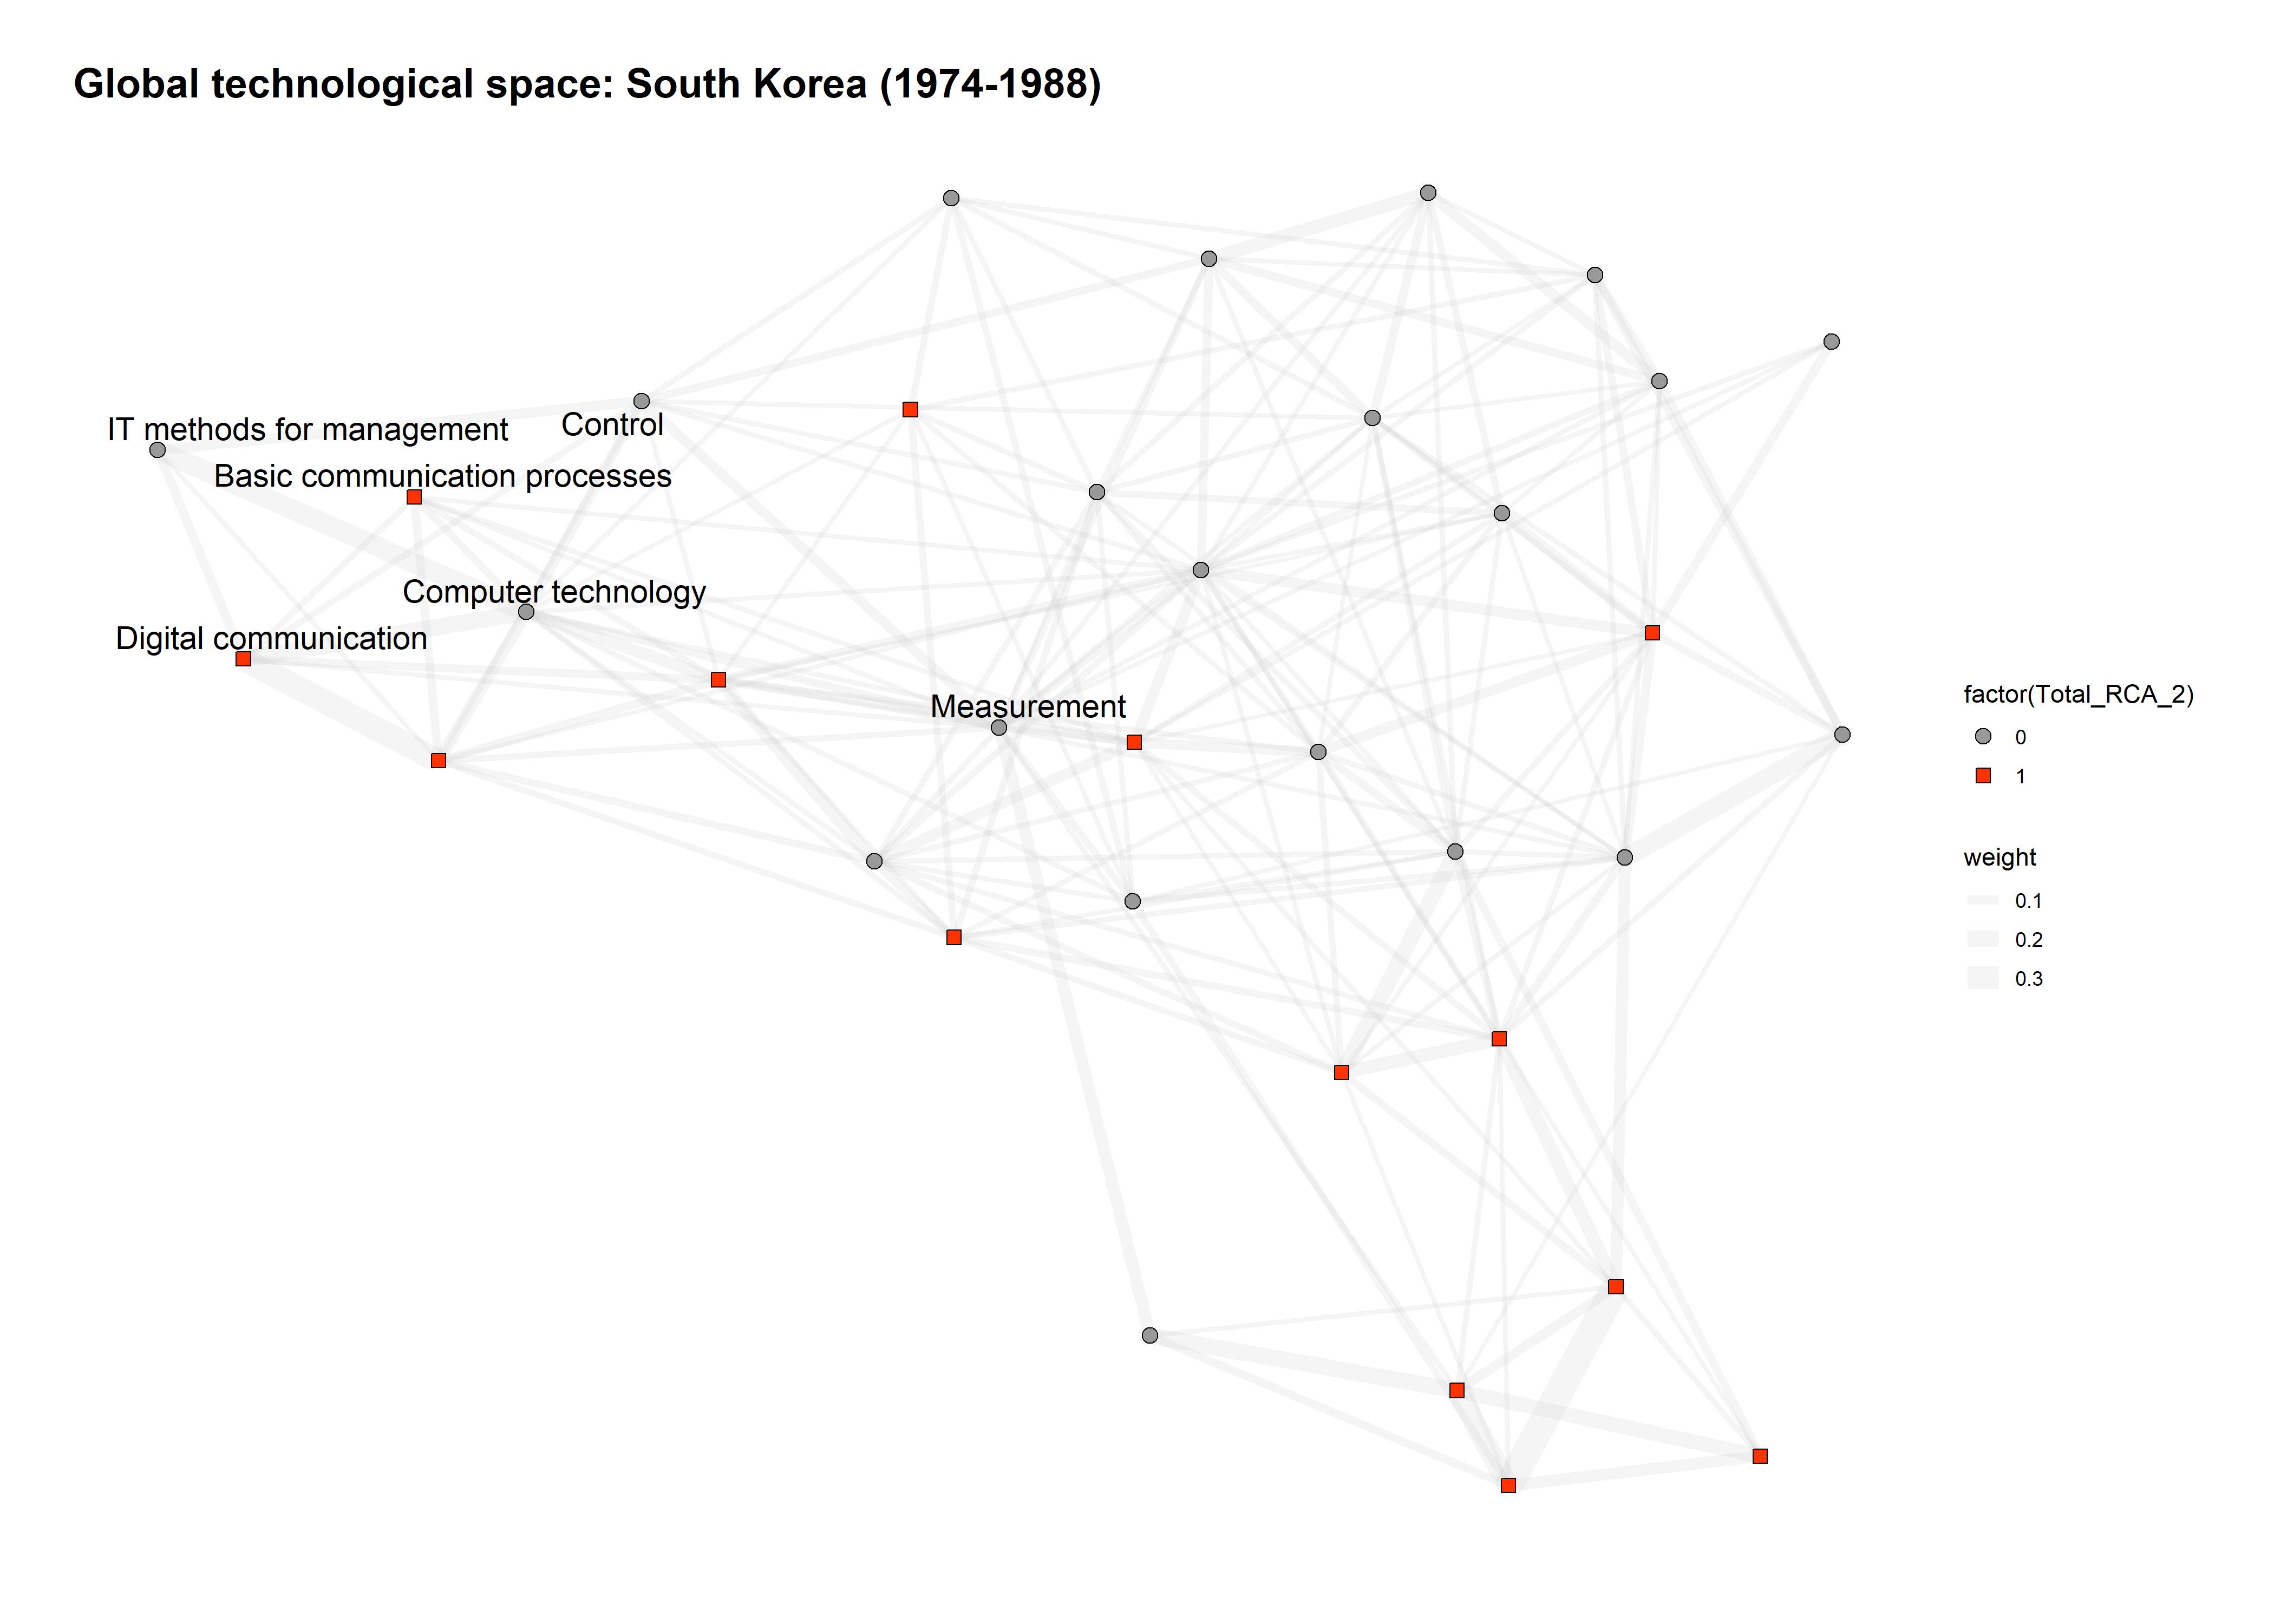 Global technological space: South Korea (1974-1988)
IT methods for management
Control
Basic communication processes
Computer technology
Digital communication
Measurement
factor(Total_RCA_2)
0
1
weight
0.1
0.2
0.3